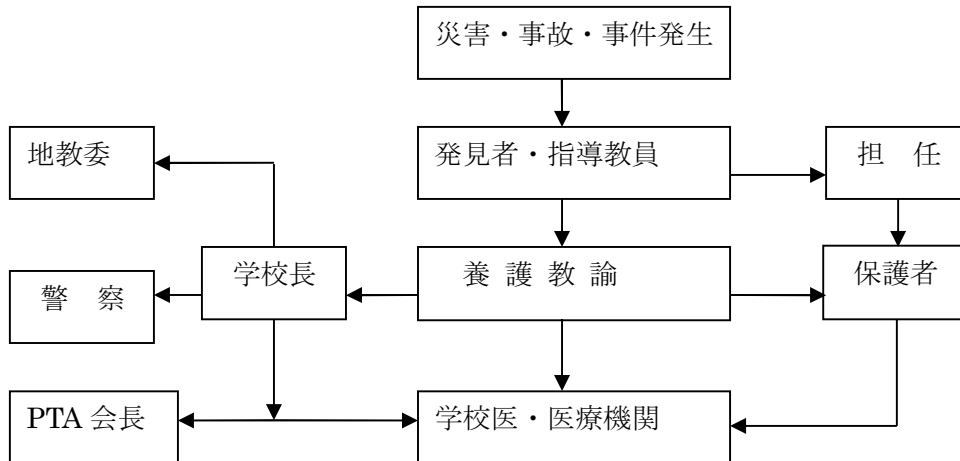 災害・事故・事件発生
地教委
発見者・指導教員
担　任
学校長
養 護 教 諭
保護者
警　察
PTA 会長
学校医・医療機関